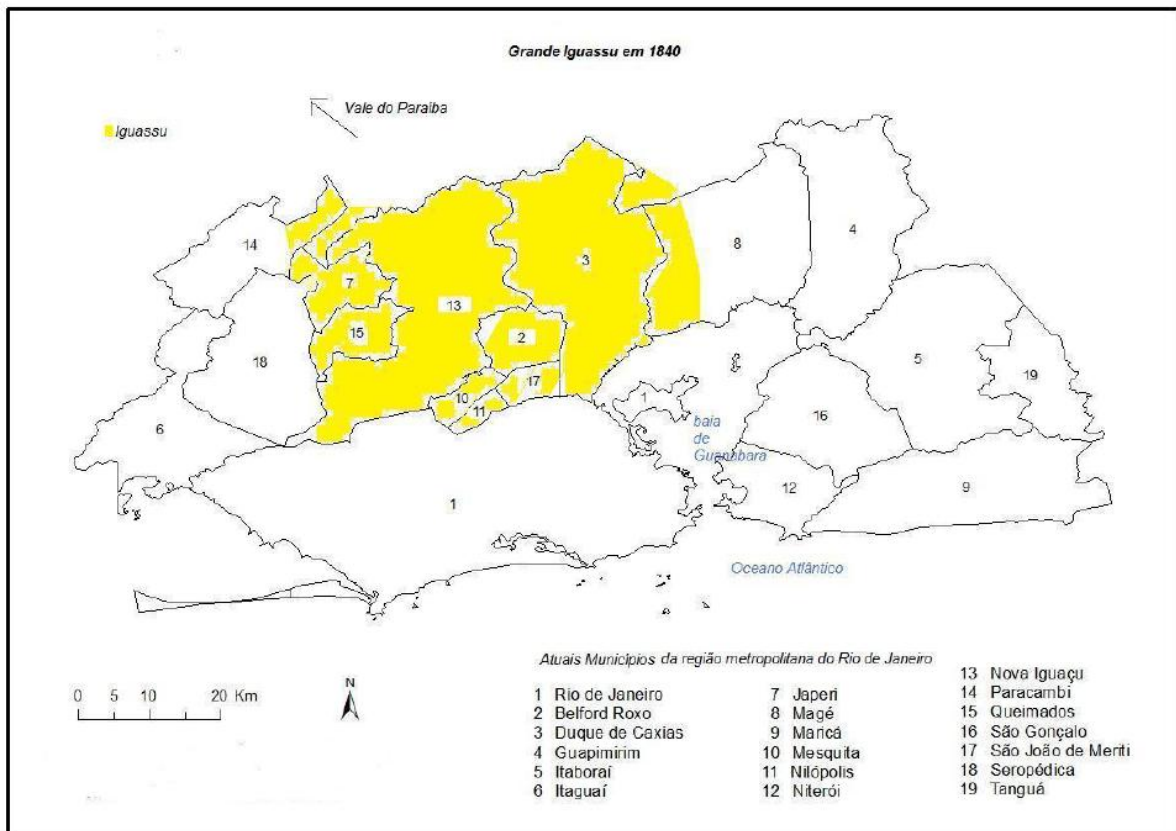 Grande Iguassu em 1840
Vale do Paraiba
Iguassu
14
7
13
3
8
4
15
2
18
17
10
11
5
19
6
1
16
baia
de
Guanabara
12
9
1
Oceano Atlântico
Atuais Municípios da região metropolitana do Rio de Janeiro
1 Rio de Janeiro
2 Belford Roxo
3 Duque de Caxias
4 Guapimirim
5 Itaboraí
6 Itaguaí
7 Japeri
8 Magé
9 Maricá
10 Mesquita
11 Nilópolis
12 Niterói
13 Nova Iguaçu
14 Paracambi
15 Queimados
16 São Gonçalo
17 São João de Meriti
18 Seropédica
19 Tanguá
0 5 10 20 Km
N